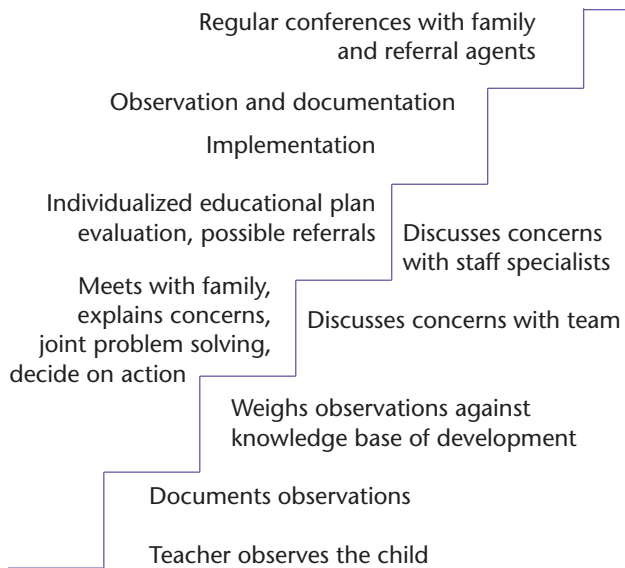 Regular conferences with family
and referral agents
Observation and documentation
Implementation
Individualized educational plan
evaluation, possible referrals
Discusses concerns
with staff specialists
Meets with family,
explains concerns,
joint problem solving,
decide on action
Discusses concerns with team
Weighs observations against
knowledge base of development
Documents observations
Teacher observes the child